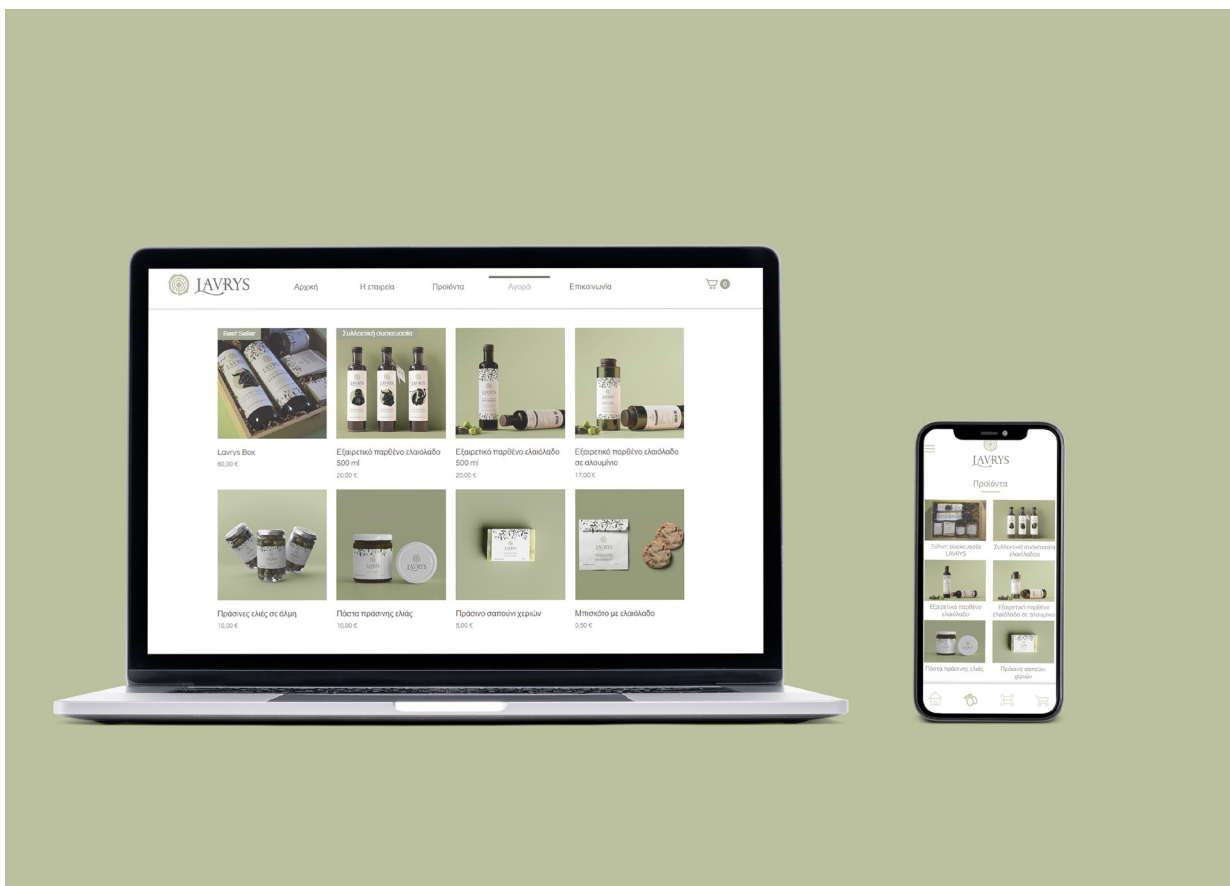 LAVRYS
Αρχική
Η εταιρεία
Προϊόντα
Αγορά
Επικοινωνία
0
Best Seller
Συλλεκτική συσκευασία
Lavrys Box
60,00 €
Εξαιρετικό παρθένο ελαιόλαδο
500 ml
20,00 €
Εξαιρετικό παρθένο ελαιόλαδο
500 ml
20,00 €
Εξαιρετικό παρθένο ελαιόλαδο
σε αλουμίνιο
17,00 €
Πράσινες ελιές σε άλμη
10,00 €
Πάστα πράσινης ελιάς
10,00 €
Πράσινο σαπούνι χεριών
5,00 €
Μπισκότο με ελαιόλαδο
3,50 €
LAVRYS
Προϊόντα
Ξύλινη συσκευασία
LAVRYS
Συλλεκτική συσκευασία
ελαιόλαδου
Εξαιρετικό παρθένο
ελαιόλαδο
Εξαιρετικό παρθένο
ελαιόλαδο σε αλουμίνιο
Πάστα πράσινης ελιάς
Πράσινο σαπούνι
χεριών